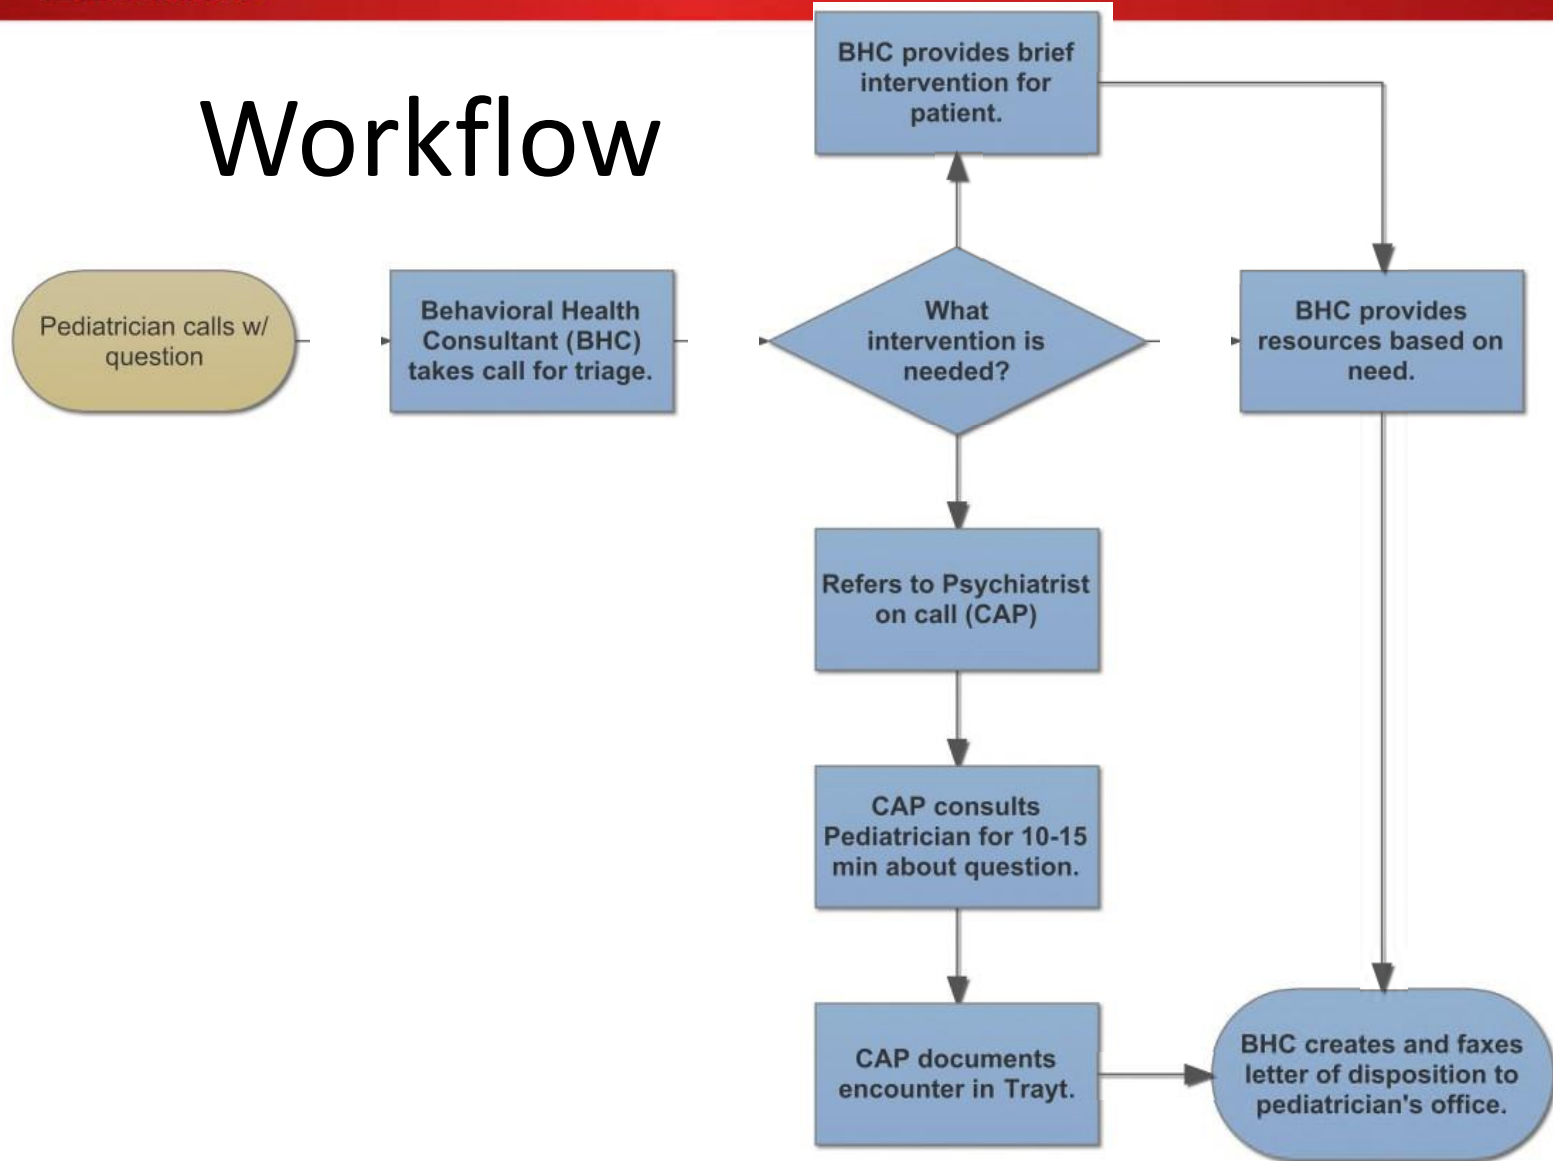 Workflow
BHC provides brief
intervention for
patient.
Pediatrician calls w/
question
Behavioral Health
Consultant (BHC)
takes call for triage.
What
intervention is
needed?
BHC provides
resources based on
need.
Refers to Psychiatrist
on call (CAP)
CAP consults
Pediatrician for 10-15
min about question.
CAP documents
encounter in Trayt.
BHC creates and faxes
letter of disposition to
pediatrician's office.